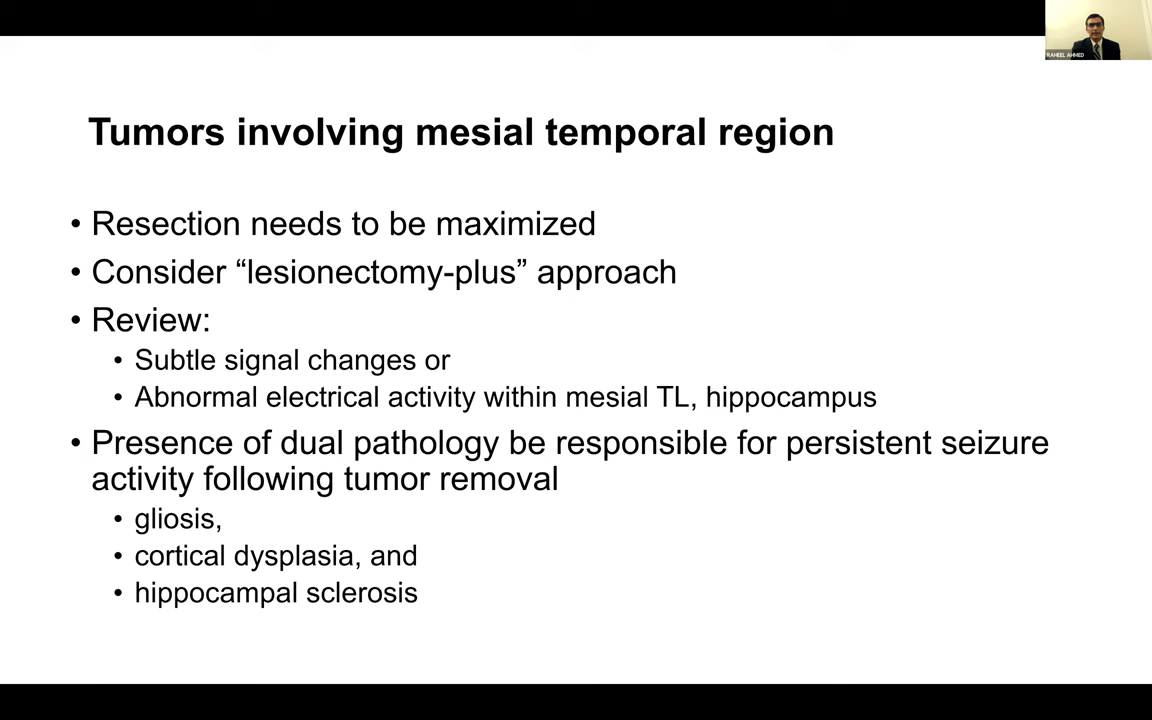 RAHEEL AHMED
Tumors involving mesial temporal region
• Resection needs to be maximized
• Consider “lesionectomy-plus” approach
• Review:
• Subtle signal changes or
• Abnormal electrical activity within mesial TL, hippocampus
• Presence of dual pathology be responsible for persistent seizure
activity following tumor removal
• gliosis,
• cortical dysplasia, and
• hippocampal sclerosis